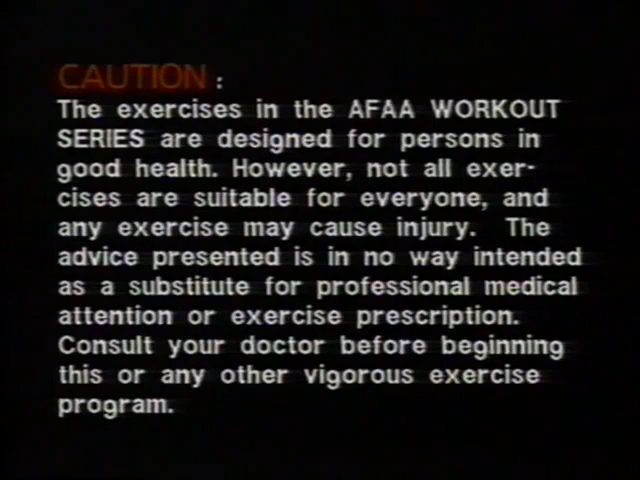 CAUTION :
The exercises in the AFAA WORKOUT
SERIES are designed for persons in
good health. However, not all exer-
cises are suitable for everyone, and
any exercise may cause injury. The
advice presented is in no way intended
as a substitute for professional medical
attention or exercise prescription.
Consult your doctor before beginning
this or any other vigorous exercise
program.